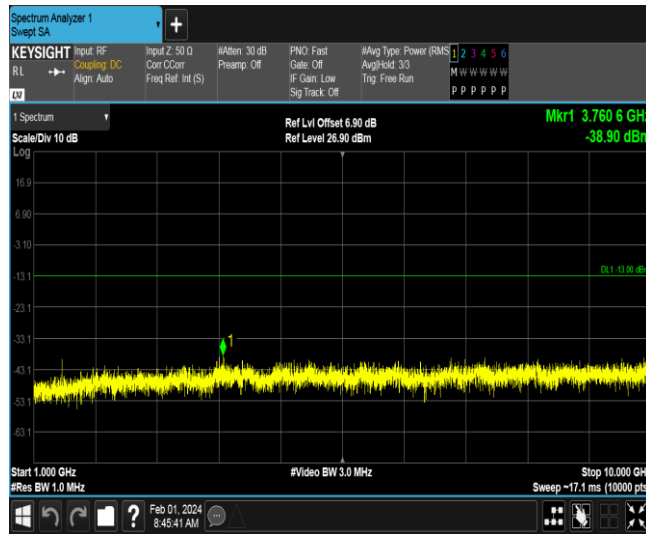 Spectrum Analyzer 1
Swept SA
+
KEYSIGHT
RL
LXI
Input: RF
Coupling: DC
Align: Auto
Input Z: 50 Ω
Corr CCorr
Freq Ref: Int (S)
#Atten: 30 dB
Preamp: Off
PNO: Fast
Gate: Off
IF Gain: Low
Sig Track: Off
#Avg Type: Power (RMS
Avg|Hold: 3/3
Trig: Free Run
1 2 3 4 5 6
M W W W W W
P P P P P P
1 Spectrum
Scale/Div 10 dB
Log
Ref Lvl Offset 6.90 dB
Ref Level 26.90 dBm
Mkr1 3.760 6 GHz
-38.90 dBm
16.9
6.90
-3.10
-13.1
-23.1
-33.1
-43.1
-53.1
-63.1
DL1 -13.00 dBm
1
Start 1.000 GHz
#Res BW 1.0 MHz
#Video BW 3.0 MHz
Stop 10.000 GH
Sweep ~17.1 ms (10000 pts
?
Feb 01, 2024
8:45:41 AM